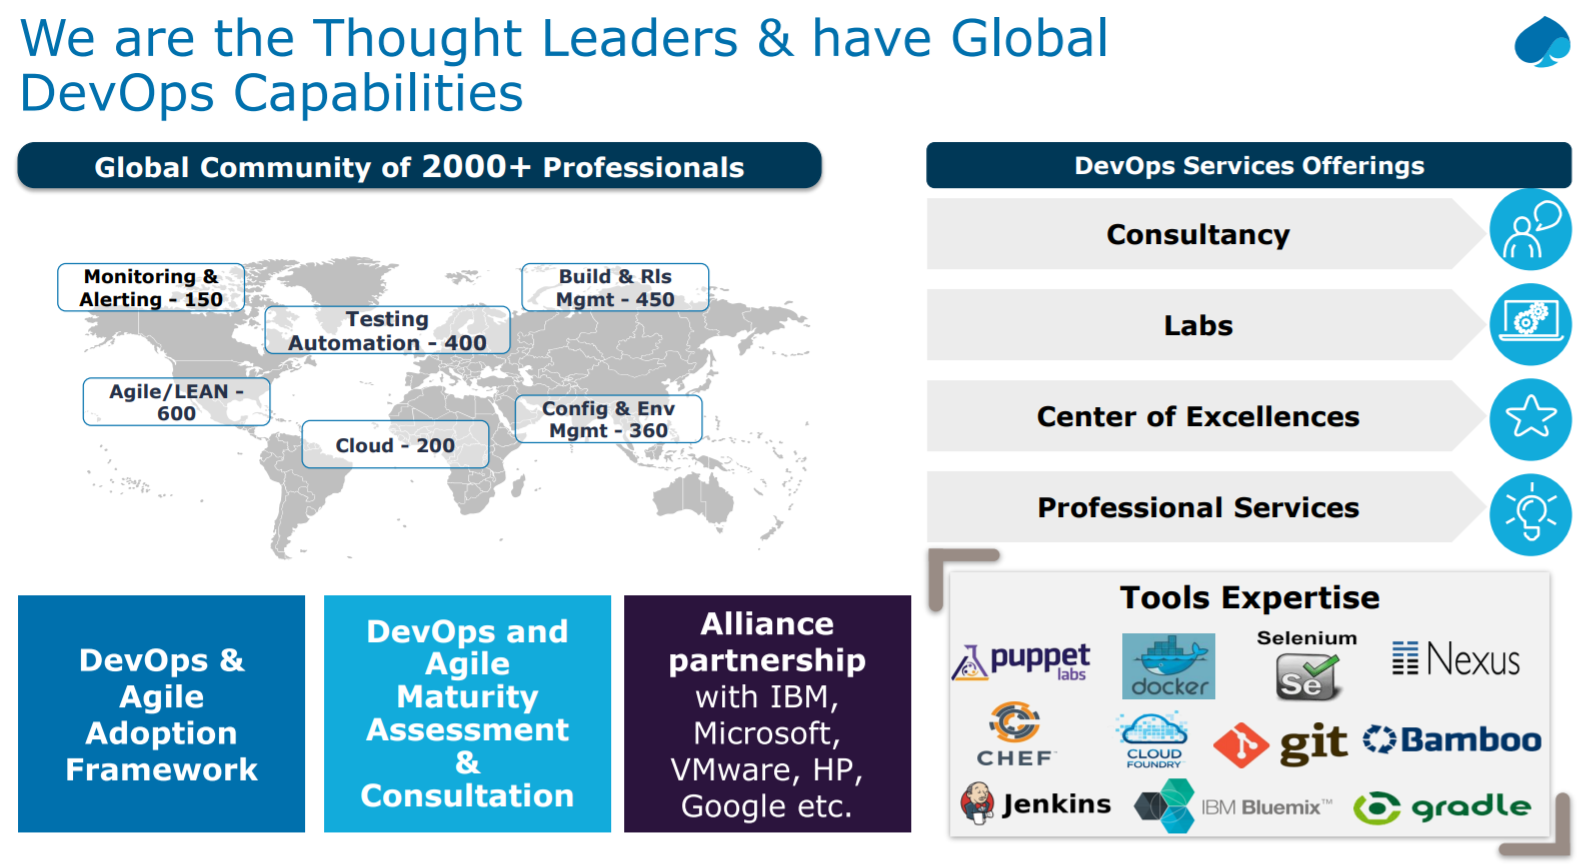 We are the Thought Leaders & have Global
DevOps Capabilities
Global Community of 2000+ Professionals
Monitoring &
Alerting - 150
Testing
Automation - 400
Build & Rls
Mgmt - 450
Agile/LEAN -
600
Cloud - 200
Config & Env
Mgmt - 360
DevOps &
Agile
Adoption
Framework
DevOps and
Agile
Maturity
Assessment
&
Consultation
Alliance
partnership
with IBM,
Microsoft,
VMware, HP,
Google etc.
DevOps Services Offerings
Consultancy
Labs
Center of Excellences
Professional Services
Tools Expertise
puppet
labs
docker
Selenium
Se
Nexus
CHEF
CLOUD
FOUNDRY
git
Bamboo
Jenkins
IBM Bluemix™
gradle